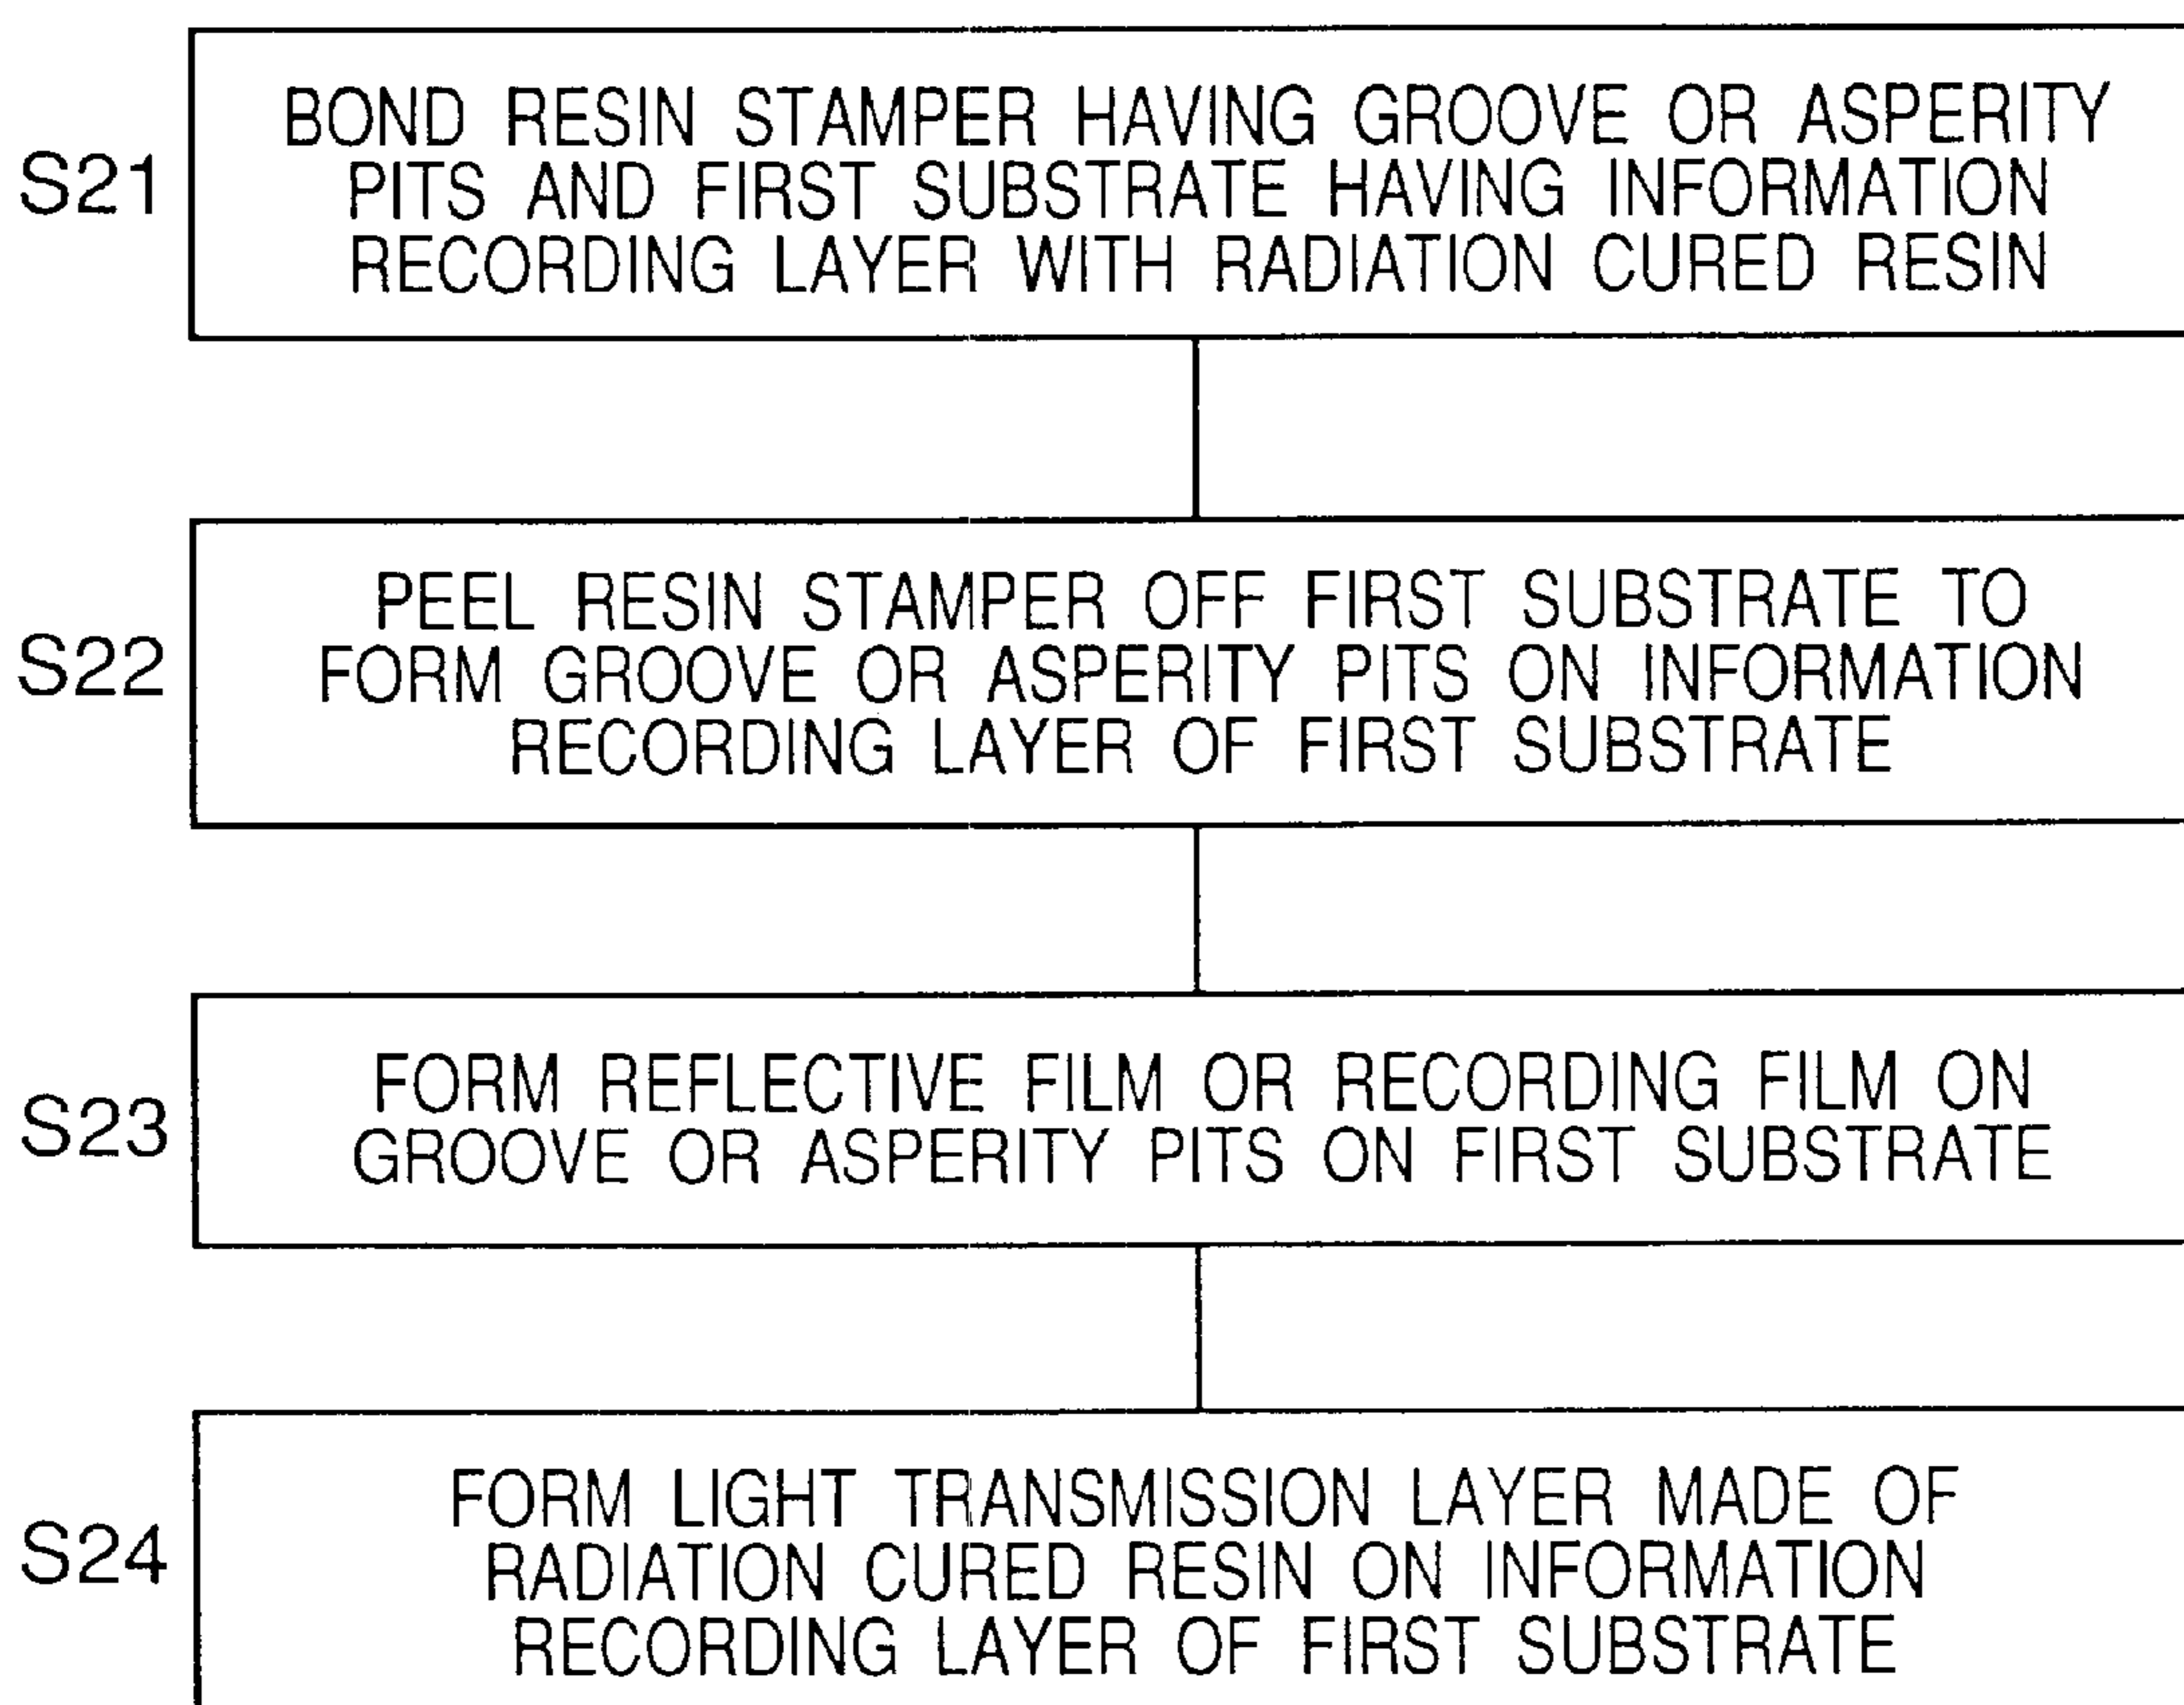 S21
BOND RESIN STAMPER HAVING GROOVE OR ASPERITY
PITS AND FIRST SUBSTRATE HAVING INFORMATION
RECORDING LAYER WITH RADIATION CURED RESIN
S22
PEEL RESIN STAMPER OFF FIRST SUBSTRATE TO
FORM GROOVE OR ASPERITY PITS ON INFORMATION
RECORDING LAYER OF FIRST SUBSTRATE
S23
FORM REFLECTIVE FILM OR RECORDING FILM ON
GROOVE OR ASPERITY PITS ON FIRST SUBSTRATE
S24
FORM LIGHT TRANSMISSION LAYER MADE OF
RADIATION CURED RESIN ON INFORMATION
RECORDING LAYER OF FIRST SUBSTRATE